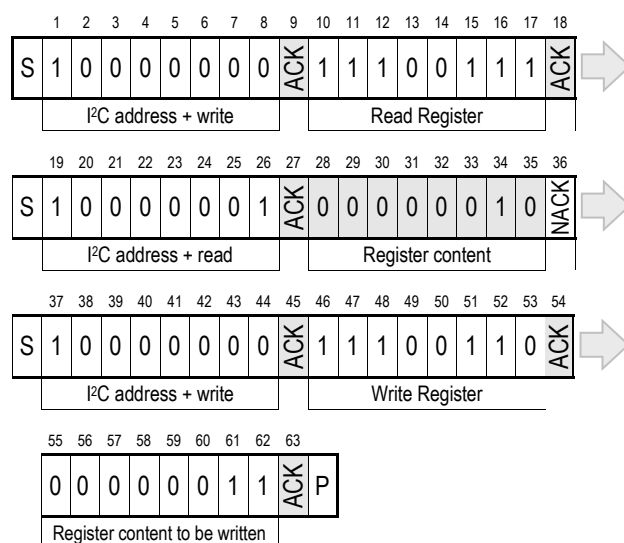 1 2 3 4 5 6 7 8 9 10 11 12 13 14 15 16 17 18
S 1 0 0 0 0 0 0 0 ACK 1 1 1 0 0 1 1 1 ACK
I²C address + write Read Register
19 20 21 22 23 24 25 26 27 28 29 30 31 32 33 34 35 36
S 1 0 0 0 0 0 0 1 ACK 0 0 0 0 0 0 1 0 NACK
I²C address + read Register content
37 38 39 40 41 42 43 44 45 46 47 48 49 50 51 52 53 54
S 1 0 0 0 0 0 0 0 ACK 1 1 1 0 0 1 1 0 ACK
I²C address + write Write Register
55 56 57 58 59 60 61 62 63
0 0 0 0 0 0 1 1 ACK P
Register content to be written